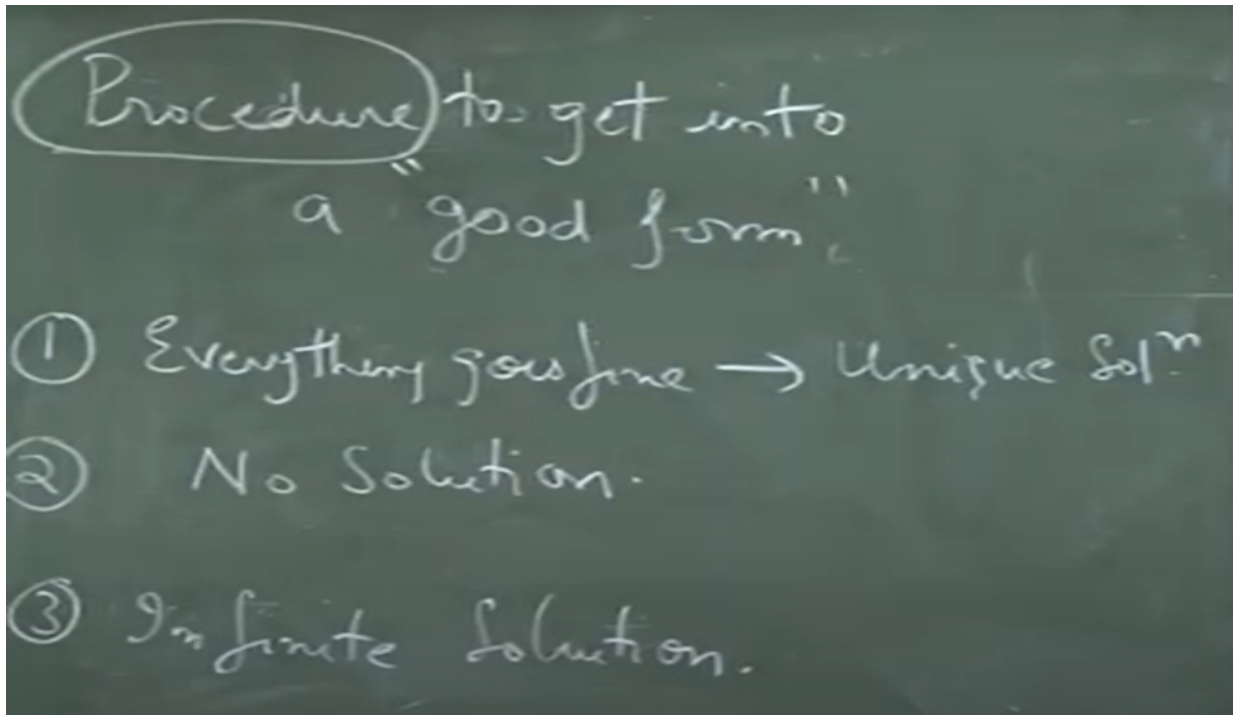 Procedure to get into
a "good form".
① Everything goes fine → Unique Solⁿ.
② No Solution.
③ Infinite Solution.